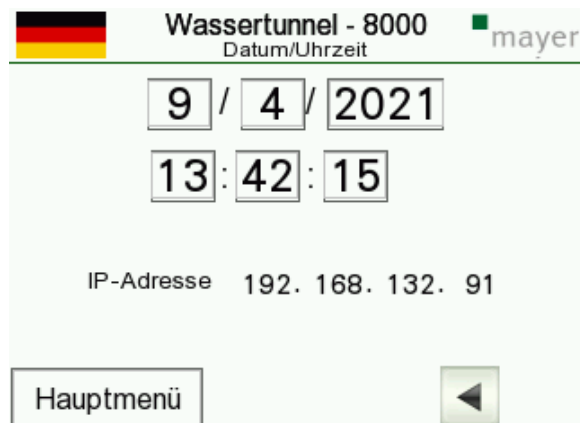 Wassertunnel - 8000
mayer
Datum/Uhrzeit
9 / 4 / 2021
13 : 42 : 15
IP-Adresse 192. 168. 132. 91
Hauptmenü